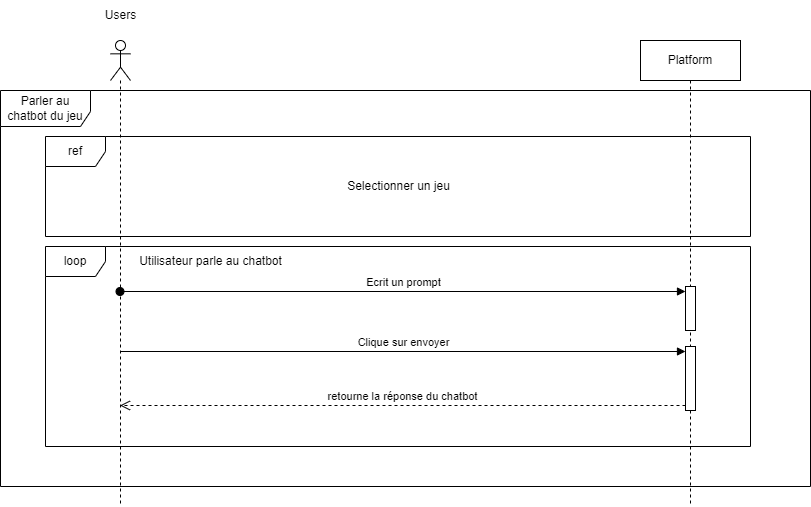 Users
Platform
Parler au
chatbot du jeu
ref
Selectionner un jeu
loop
Utilisateur parle au chatbot
Ecrit un prompt
Clique sur envoyer
retourne la réponse du chatbot